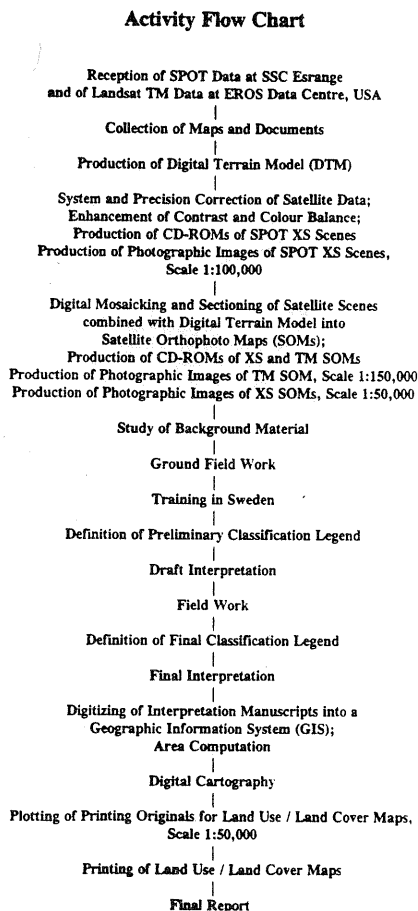 Activity Flow Chart
Reception of SPOT Data at SSC Esrange
and of Landsat TM Data at EROS Data Centre, USA
Collection of Maps and Documents
Production of Digital Terrain Model (DTM)
System and Precision Correction of Satellite Data;
Enhancement of Contrast and Colour Balance;
Production of CD-ROMs of SPOT XS Scenes
Production of Photographic Images of SPOT XS Scenes,
Scale 1:100,000
Digital Mosaicking and Sectioning of Satellite Scenes
combined with Digital Terrain Model into
Satellite Orthophoto Maps (SOMs);
Production of CD-ROMs of XS and TM SOMs
Production of Photographic Images of TM SOM, Scale 1:150,000
Production of Photographic Images of XS SOMs, Scale 1:50,000
Study of Background Material
Ground Field Work
Training in Sweden
Definition of Preliminary Classification Legend
Draft Interpretation
Field Work
Definition of Final Classification Legend
Final Interpretation
Digitizing of Interpretation Manuscripts into a
Geographic Information System (GIS);
Area Computation
Digital Cartography
Plotting of Printing Originals for Land Use / Land Cover Maps,
Scale 1:50,000
Printing of Land Use / Land Cover Maps
Final Report